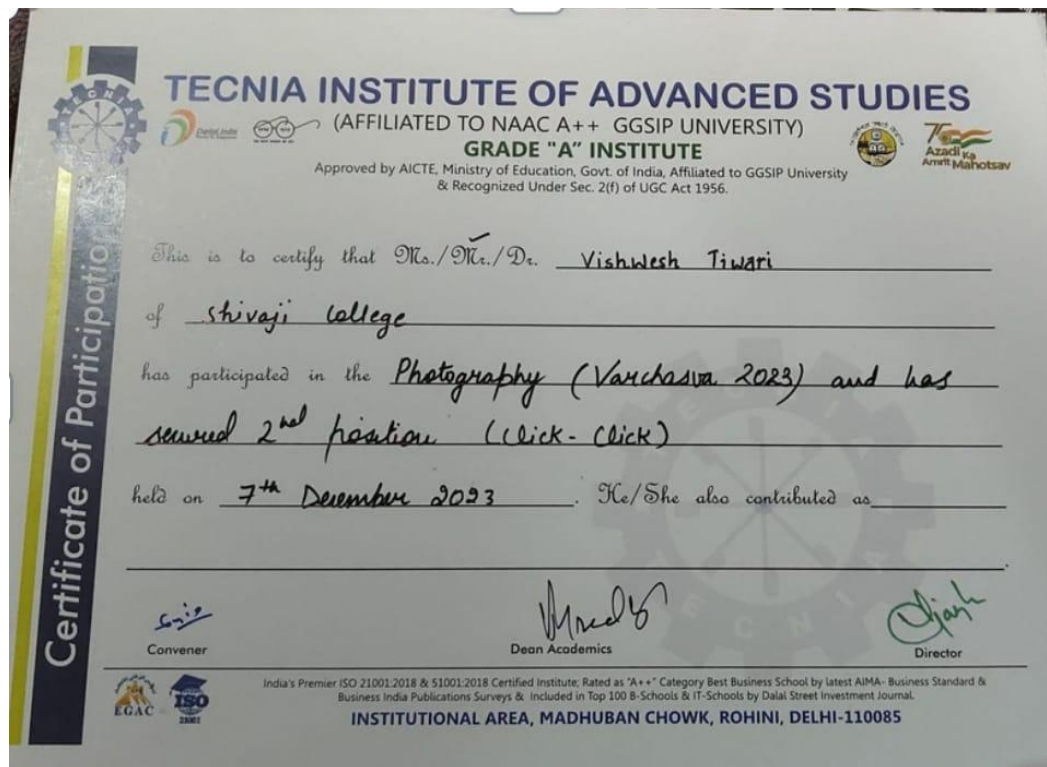 TECNIA INSTITUTE OF ADVANCED STUDIES
(AFFILIATED TO NAAC A++ GGSIP UNIVERSITY)
GRADE "A" INSTITUTE
Approved by AICTE, Ministry of Education, Govt. of India, Affiliated to GGSIP University
& Recognized Under Sec. 2(f) of UGC Act 1956.
TECNIA
Digital India
Azadi Ka
Amrit Mahotsav
Certificate of Participation
This is to certify that Ms./Mr./Dr. Vishwesh Tiwari
of Shivaji College
has participated in the Photography (Varchasva 2023) and has
secured 2nd position (Click-Click)
held on 7th December 2023. He/She also contributed as
TECNIA
Convener
Dean Academics
Director
EGAC
ISO
21001
India's Premier ISO 21001:2018 & 51001:2018 Certified Institute; Rated as "A++" Category Best Business School by latest AIMA- Business Standard &
Business India Publications Surveys & Included in Top 100 B-Schools & IT-Schools by Dalal Street Investment Journal.
INSTITUTIONAL AREA, MADHUBAN CHOWK, ROHINI, DELHI-110085